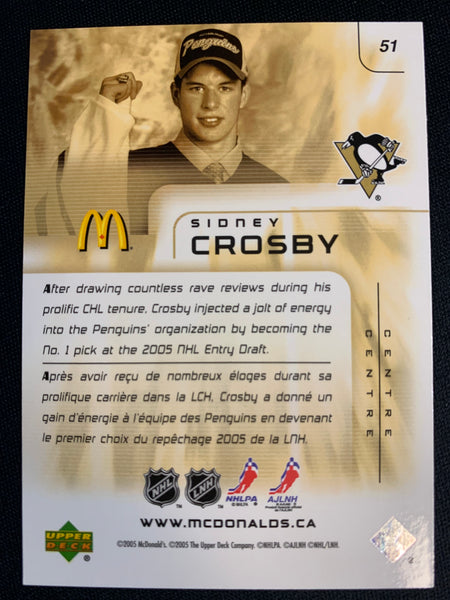 Penguins
51
®
SIDNEY
CROSBY
After drawing countless rave reviews during his
prolific CHL tenure, Crosby injected a jolt of energy
into the Penguins' organization by becoming the
No. 1 pick at the 2005 NHL Entry Draft.
Après avoir reçu de nombreux éloges durant sa
prolifique carrière dans la LCH, Crosby a donné un
gain d'énergie à l'équipe des Penguins en devenant
le premier choix du repêchage 2005 de la LNH.
CENTRE
CENTRE
NHL
LNH
NHLPA
AJLNH
WWW.MCDONALDS.CA
UPPER
DECK
©2005 McDonald's. ©2005 The Upper Deck Company. ©NHLPA. ©AJLNH ©NHL/LNH.